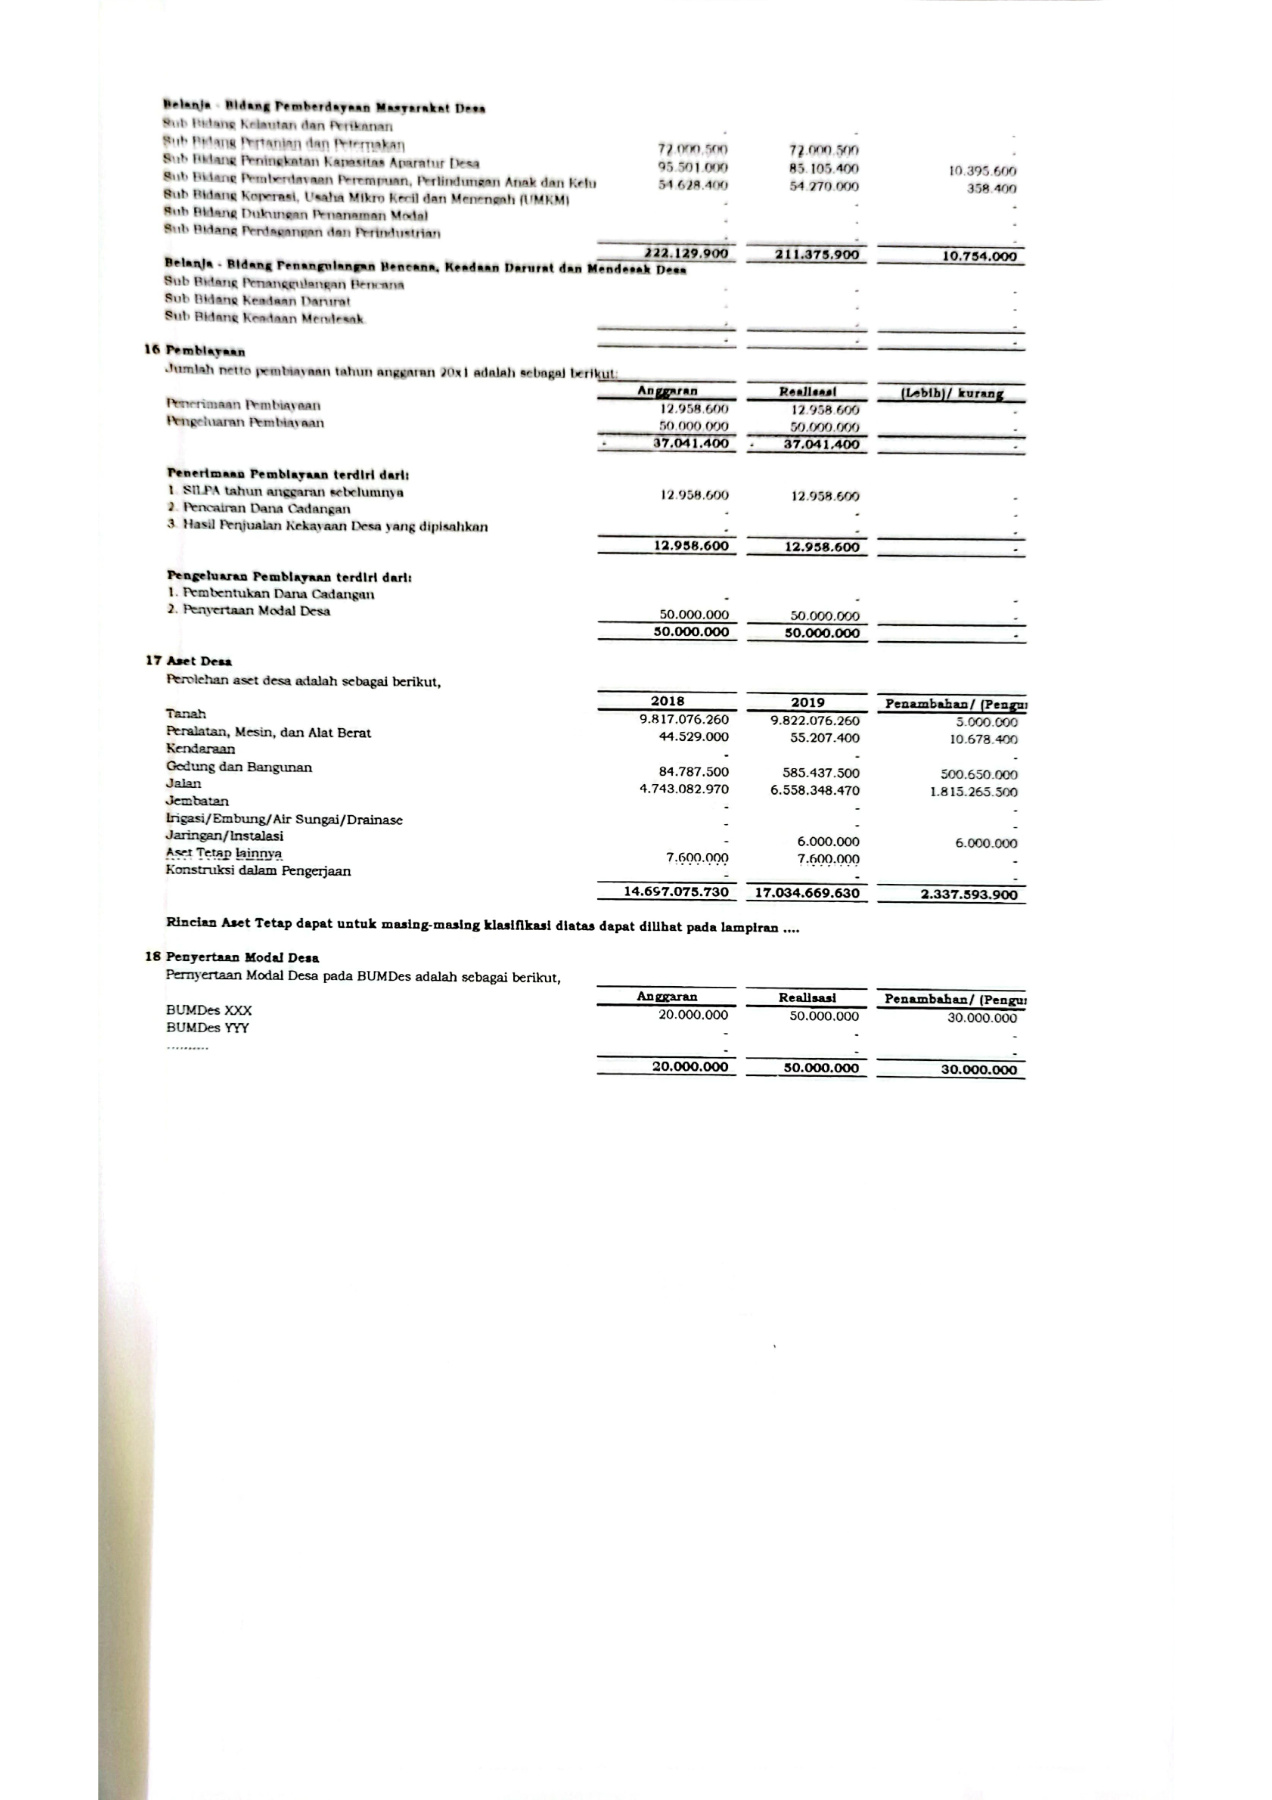 Belanja - Bidang Pemberdayaan Masyarakat Desa
Sub Bidang Kelautan dan Perikanan - - -
Sub Bidang Pertanian dan Peternakan 72.000.500 72.000.500 -
Sub Bidang Peningkatan Kapasitas Aparatur Desa 95.501.000 85.105.400 10.395.600
Sub Bidang Pemberdayaan Perempuan, Perlindungan Anak dan Kelu 54.628.400 54.270.000 358.400
Sub Bidang Koperasi, Usaha Mikro Kecil dan Menengah (UMKM) - - -
Sub Bidang Dukungan Penanaman Modal - - -
Sub Bidang Perdagangan dan Perindustrian - - -
222.129.900 211.375.900 10.754.000
Belanja - Bidang Penangulangan Bencana, Keadaan Darurat dan Mendesak Desa
Sub Bidang Penanggulangan Bencana - - -
Sub Bidang Keadaan Darurat - - -
Sub Bidang Keadaan Mendesak - - -
- - -
16 Pembiayaan
Jumlah netto pembiayaan tahun anggaran 20x1 adalah sebagai berikut:
Anggaran Realisasi (Lebih)/ kurang
Penerimaan Pembiayaan 12.958.600 12.958.600 -
Pengeluaran Pembiayaan 50.000.000 50.000.000 -
- 37.041.400 - 37.041.400 -
Penerimaan Pembiayaan terdiri dari:
1. SILPA tahun anggaran sebelumnya 12.958.600 12.958.600 -
2. Pencairan Dana Cadangan - - -
3. Hasil Penjualan Kekayaan Desa yang dipisahkan - - -
12.958.600 12.958.600 -
Pengeluaran Pembiayaan terdiri dari:
1. Pembentukan Dana Cadangan - - -
2. Penyertaan Modal Desa 50.000.000 50.000.000 -
50.000.000 50.000.000 -
17 Aset Desa
Perolehan aset desa adalah sebagai berikut,
2018 2019 Penambahan/ (Pengu
Tanah 9.817.076.260 9.822.076.260 5.000.000
Peralatan, Mesin, dan Alat Berat 44.529.000 55.207.400 10.678.400
Kendaraan - - -
Gedung dan Bangunan 84.787.500 585.437.500 500.650.000
Jalan 4.743.082.970 6.558.348.470 1.815.265.500
Jembatan - - -
Irigasi/Embung/Air Sungai/Drainase - - -
Jaringan/Instalasi - 6.000.000 6.000.000
Aset Tetap lainnya 7.600.000 7.600.000 -
Konstruksi dalam Pengerjaan - - -
14.697.075.730 17.034.669.630 2.337.593.900
Rincian Aset Tetap dapat untuk masing-masing klasifikasi diatas dapat dilihat pada lampiran ....
18 Penyertaan Modal Desa
Pernyertaan Modal Desa pada BUMDes adalah sebagai berikut,
Anggaran Realisasi Penambahan/ (Pengu
BUMDes XXX 20.000.000 50.000.000 30.000.000
BUMDes YYY - - -
.......... - - -
20.000.000 50.000.000 30.000.000